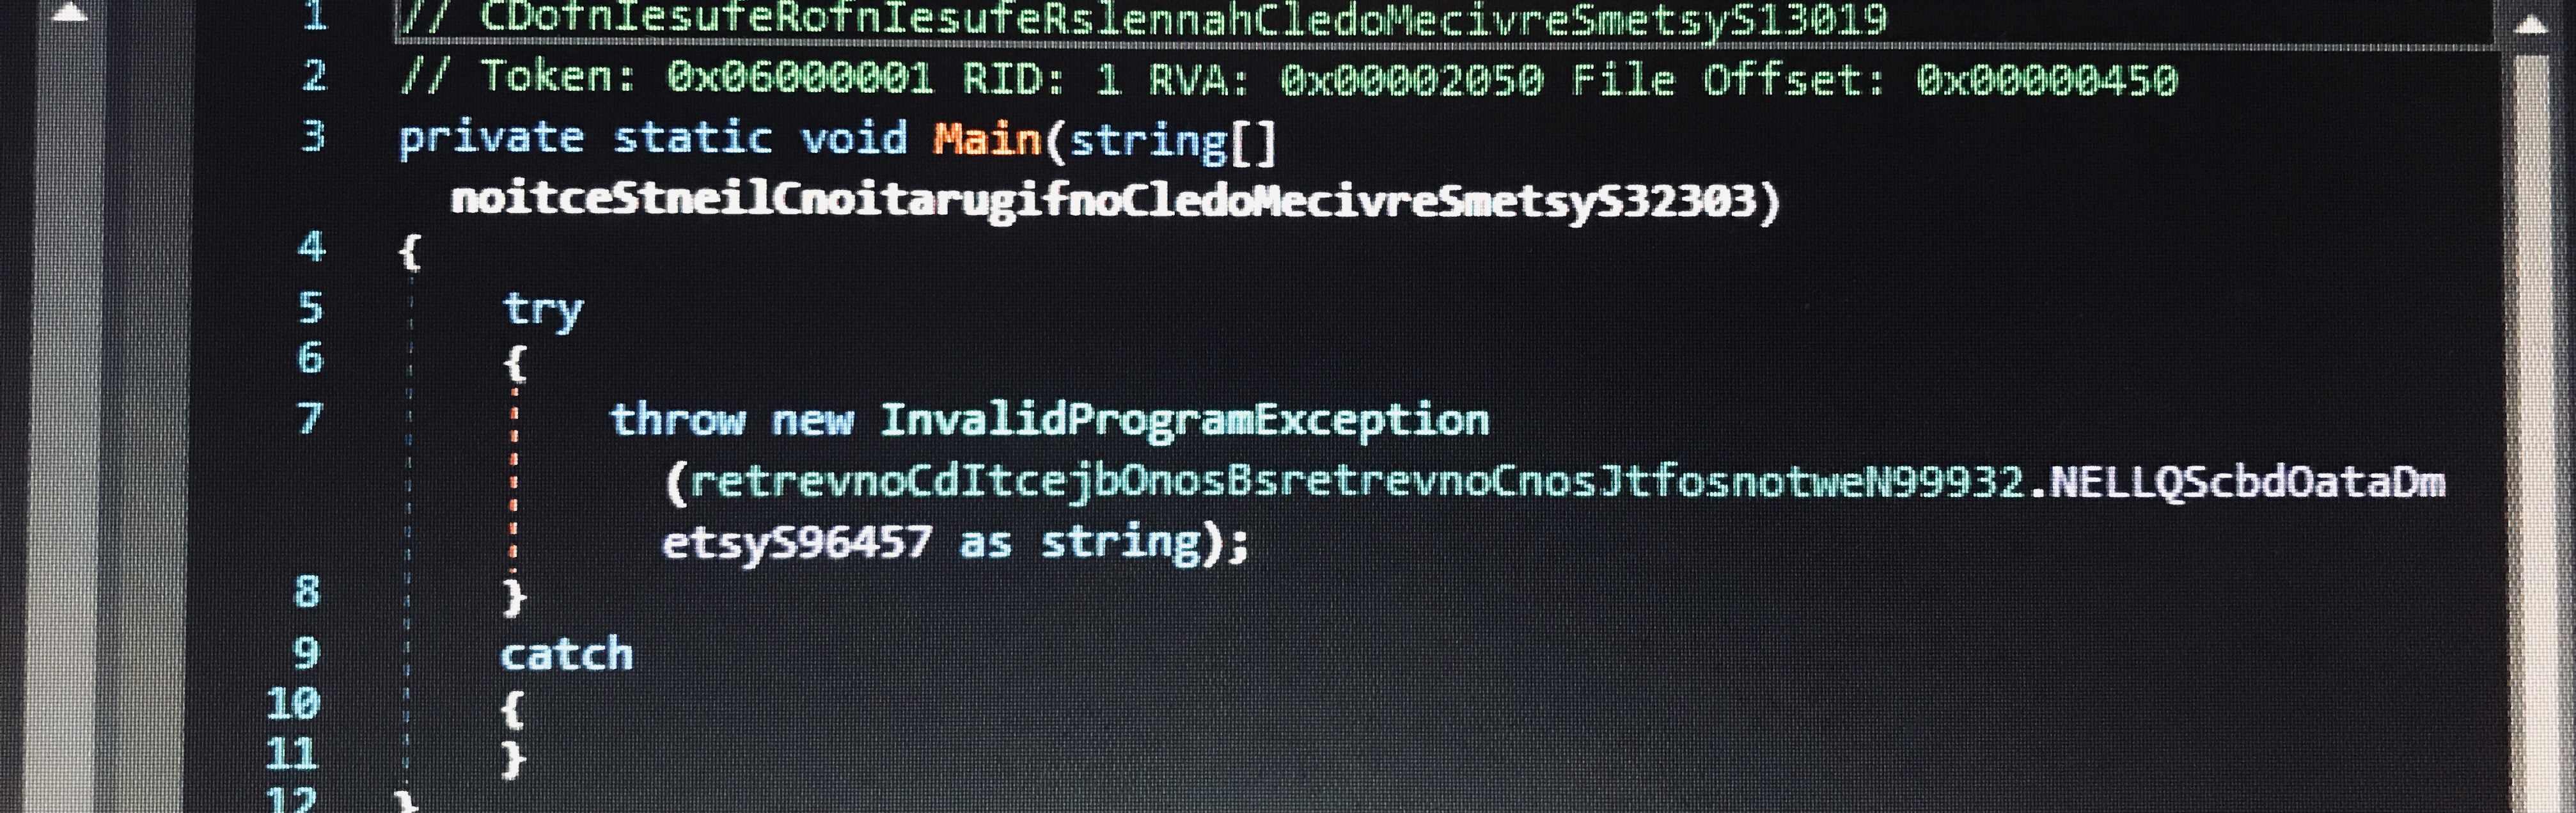 1 // CDofnIesufeRofnIesufeRslennahCledoMecivreSmetsyS13019
2 // Token: 0x06000001 RID: 1 RVA: 0x00002050 File Offset: 0x00000450
3 private static void Main(string[]
noitceStneilCnoitarugifnoCledoMecivreSmetsyS32303)
4 {
5 try
6 {
7 throw new InvalidProgramException
(retrevnoCdItcejbOnosBsretrevnoCnosJtfosnotweN99932.NELLQScbdOataDm
etsyS96457 as string);
8 }
9 catch
10 {
11 }
12 }